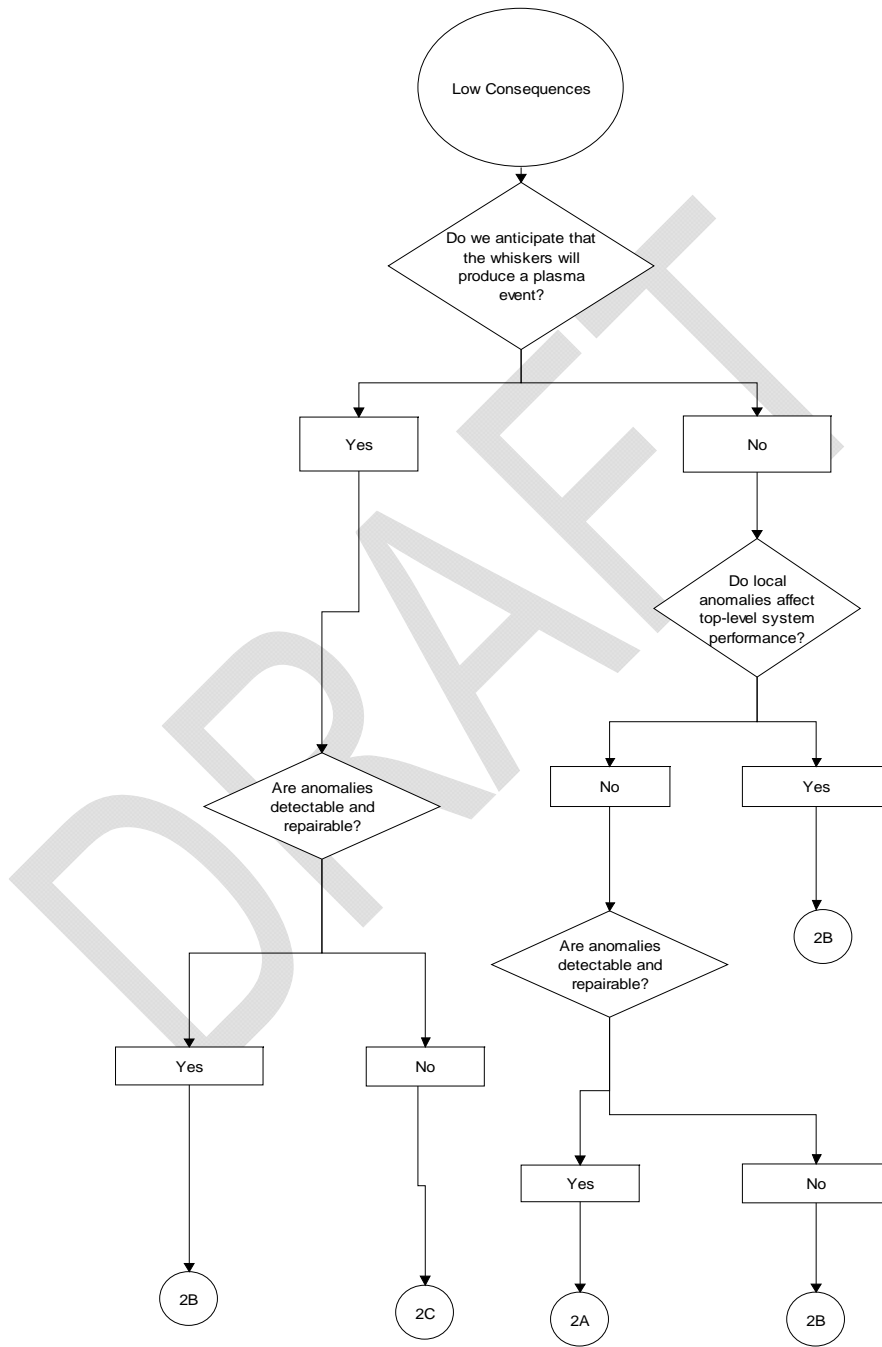 Low Consequences
Do we anticipate that
the whiskers will
produce a plasma
event?
Yes
No
Do local
anomalies affect
top-level system
performance?
No
Yes
Are anomalies
detectable and
repairable?
2B
Are anomalies
detectable and
repairable?
Yes
No
Yes
No
2B
2C
2A
2B
DRAFT